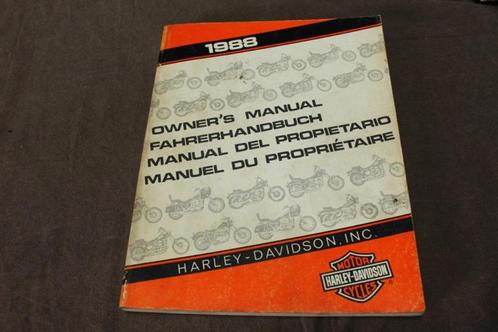 1988
OWNER'S MANUAL
FAHRERHANDBUCH
MANUAL DEL PROPIETARIO
MANUEL DU PROPRIÉTAIRE
HARLEY-DAVIDSON, INC.
MOTOR
HARLEY-DAVIDSON
CYCLES
®